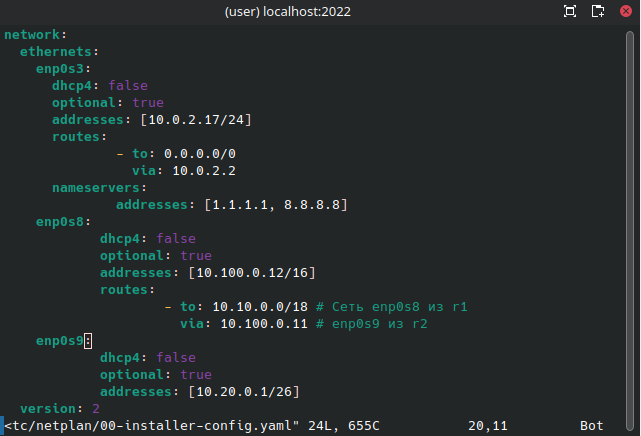 (user) localhost:2022
network:
  ethernets:
    enp0s3:
      dhcp4: false
      optional: true
      addresses: [10.0.2.17/24]
      routes:
              - to: 0.0.0.0/0
                via: 10.0.2.2
      nameservers:
              addresses: [1.1.1.1, 8.8.8.8]
    enp0s8:
            dhcp4: false
            optional: true
            addresses: [10.100.0.12/16]
            routes:
                    - to: 10.10.0.0/18 # Сеть enp0s8 из r1
                      via: 10.100.0.11 # enp0s9 из r2
    enp0s9:
            dhcp4: false
            optional: true
            addresses: [10.20.0.1/26]
  version: 2
<tc/netplan/00-installer-config.yaml" 24L, 655C 20,11 Bot